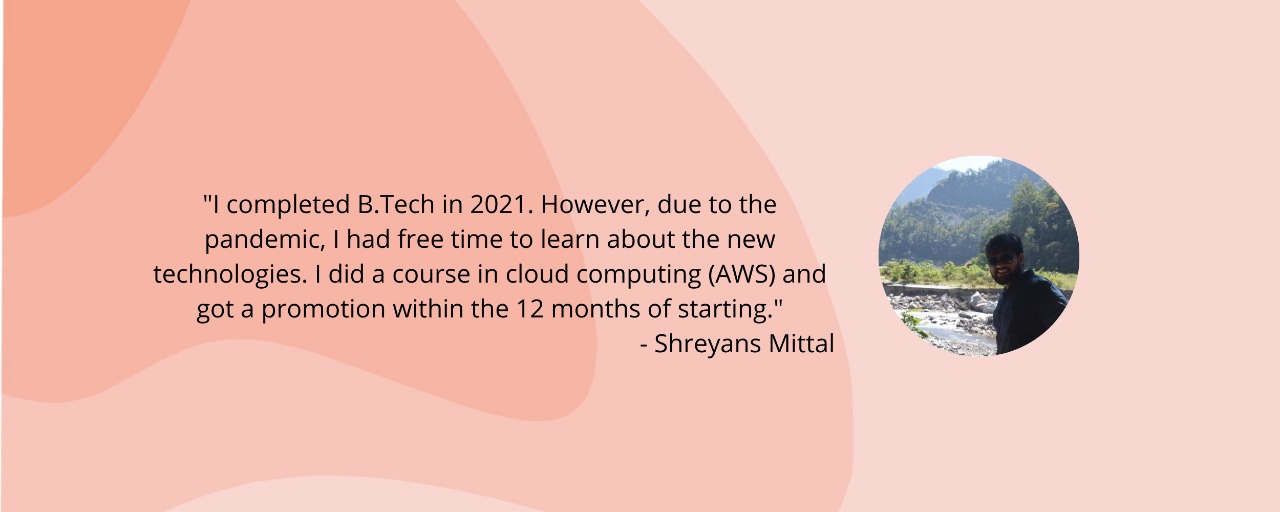 "I completed B.Tech in 2021. However, due to the
pandemic, I had free time to learn about the new
technologies. I did a course in cloud computing (AWS) and
got a promotion within the 12 months of starting."
- Shreyans Mittal